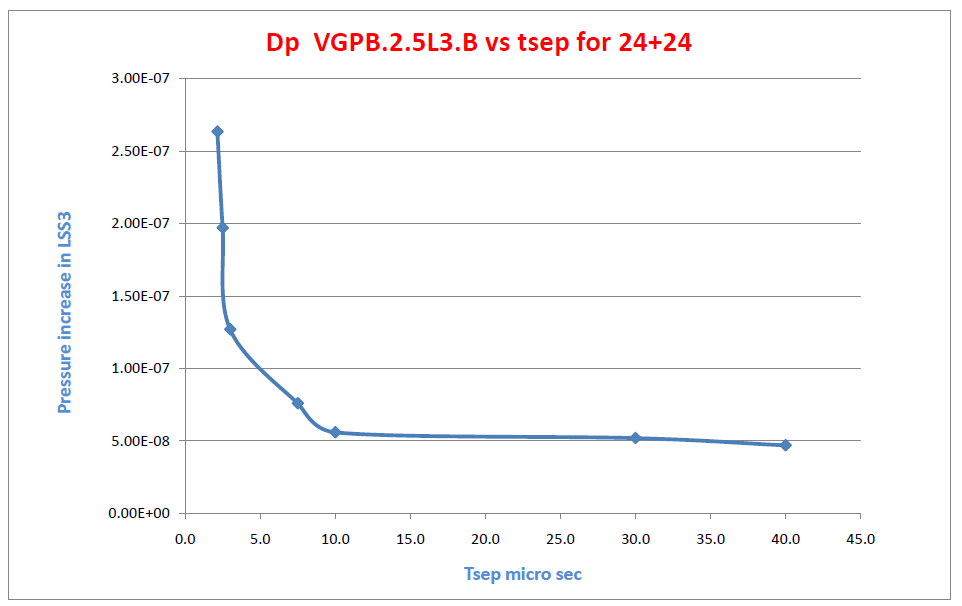 Dp  VGPB.2.5L3.B vs tsep for 24+24
Pressure increase in LSS3
3.00E-07
2.50E-07
2.00E-07
1.50E-07
1.00E-07
5.00E-08
0.00E+00
0.0 5.0 10.0 15.0 20.0 25.0 30.0 35.0 40.0 45.0
Tsep micro sec